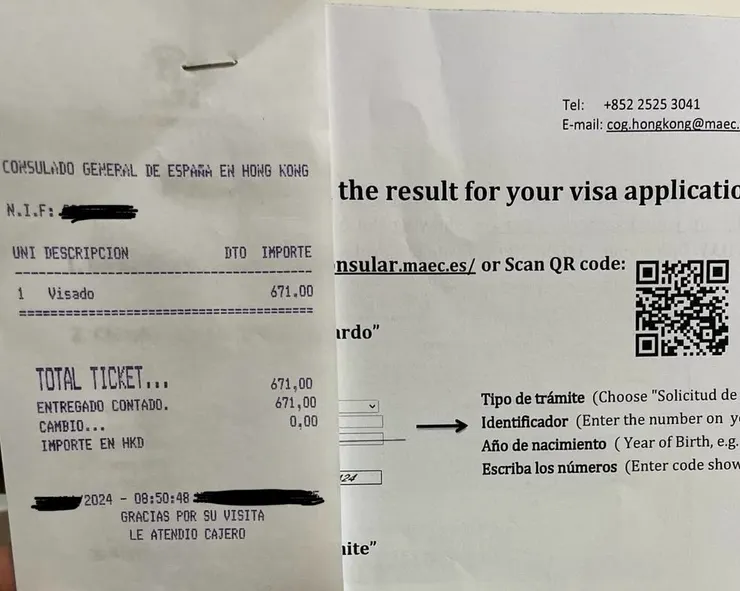 CONSULADO GENERAL DE ESPAÑA EN HONG KONG
N.I.F:
UNI DESCRIPCION DTO IMPORTE
1 Visado 671.00
TOTAL TICKET... 671,00
ENTREGADO CONTADO. 671,00
CAMBIO... 0,00
IMPORTE EN HKD
2024 - 08:50:48
GRACIAS POR SU VISITA
LE ATENDIO CAJERO
Tel: +852 2525 3041
E-mail: cog.hongkong@maec.
the result for your visa applicatio
nsular.maec.es/ or Scan QR code:
ardo”
Tipo de trámite (Choose "Solicitud de
Identificador (Enter the number on y
Año de nacimiento ( Year of Birth, e.g.
Escriba los números (Enter code show
24
ite”